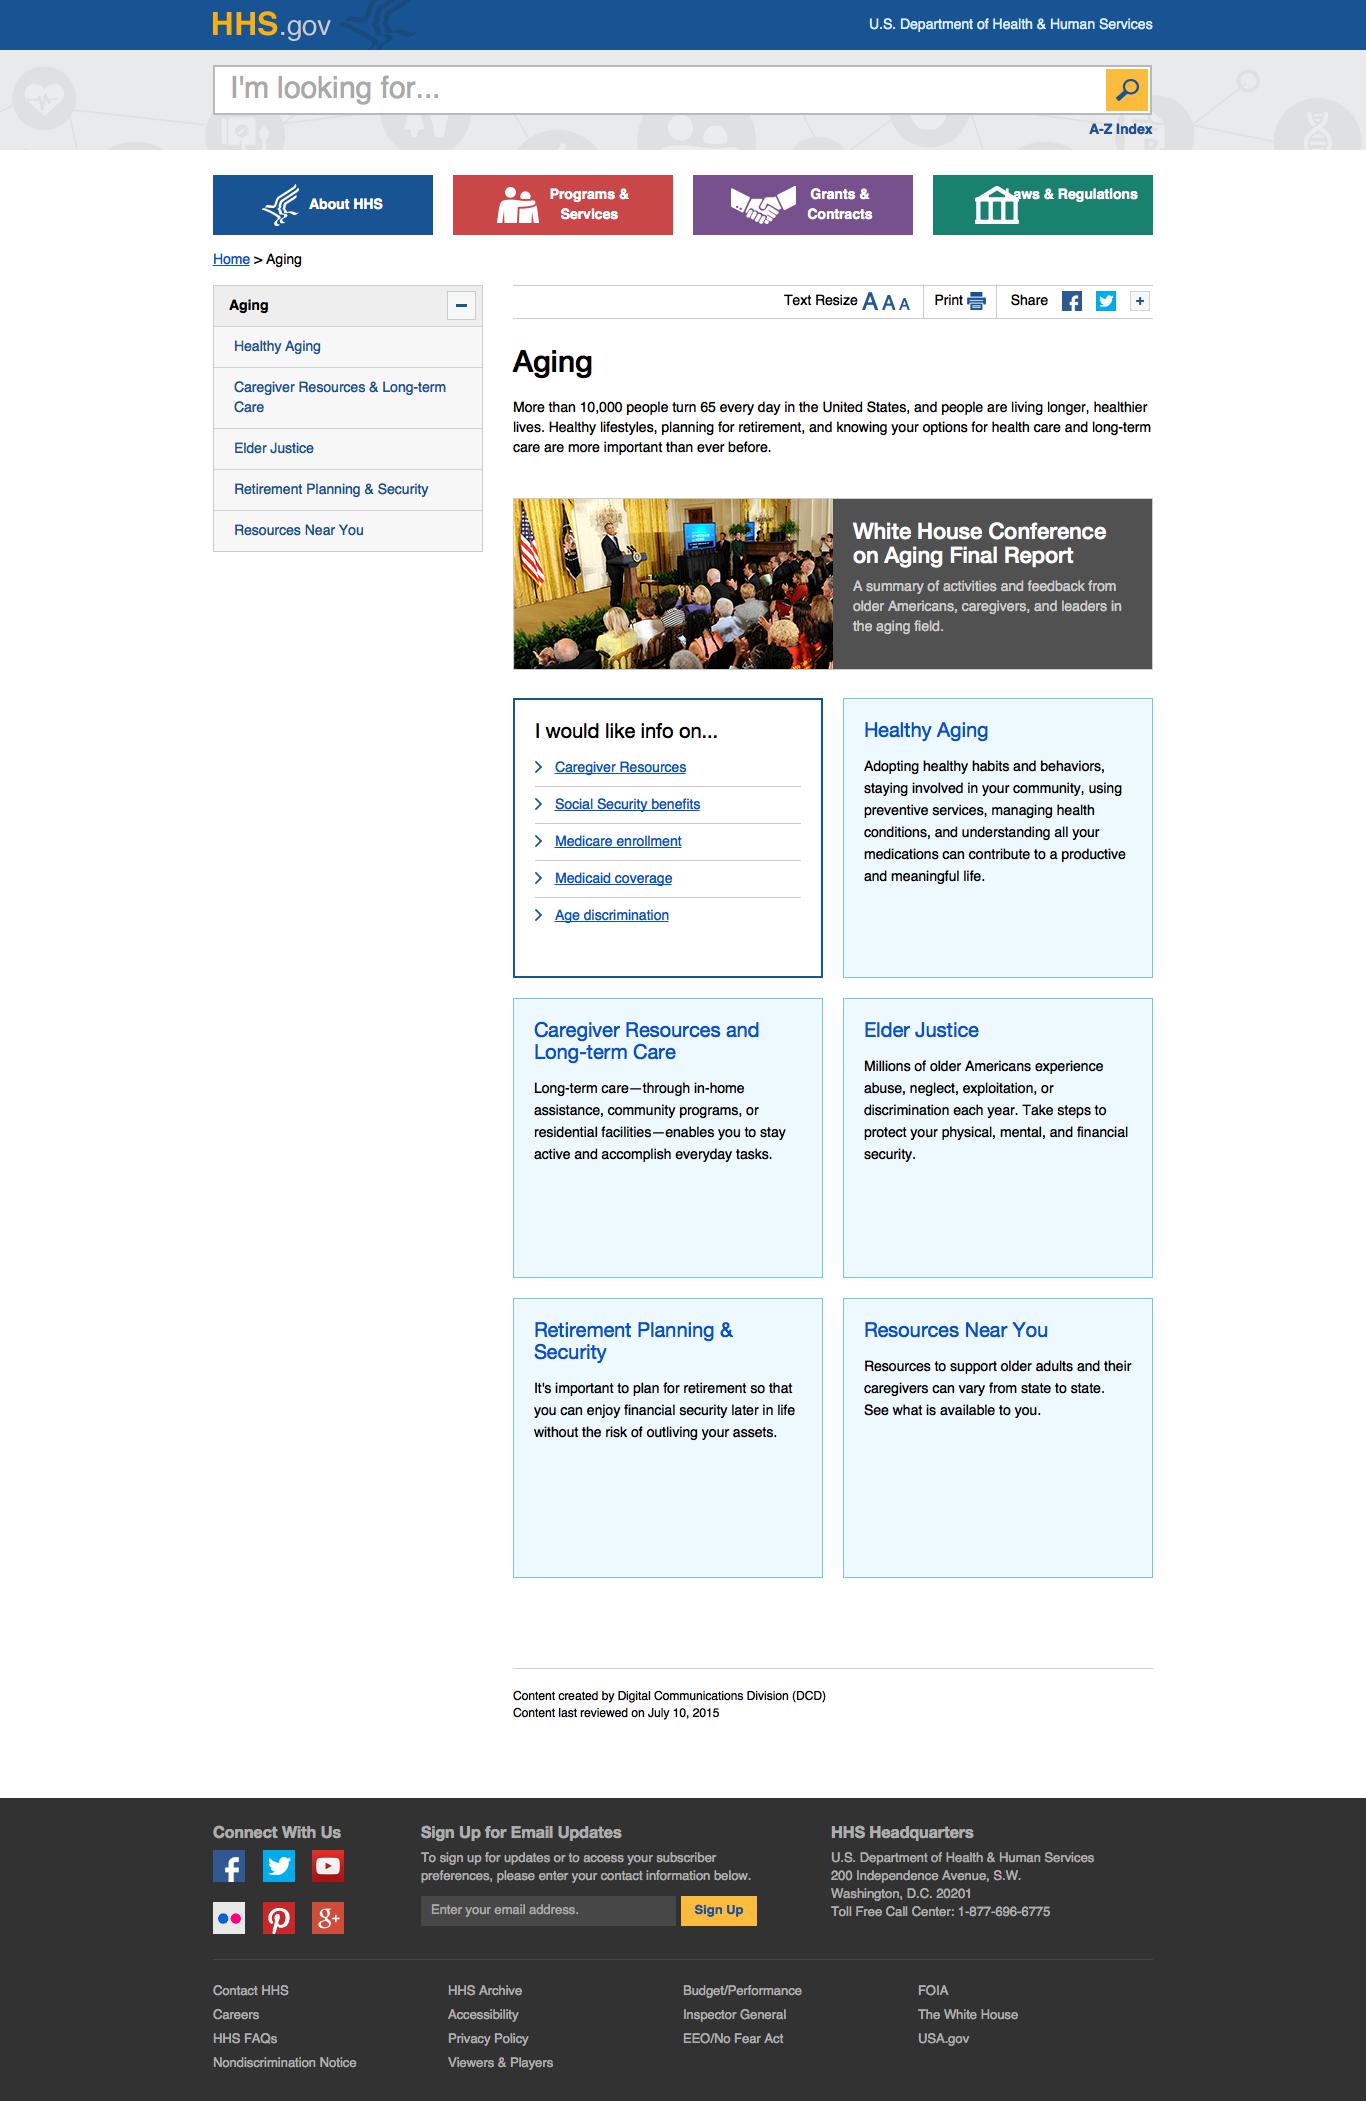 HHS.gov
U.S. Department of Health & Human Services
I'm looking for...
A-Z Index
About HHS
Programs &
Services
Grants &
Contracts
Laws & Regulations
Home > Aging
Aging
Healthy Aging
Caregiver Resources & Long-term
Care
Elder Justice
Retirement Planning & Security
Resources Near You
Text Resize A A A Print Share
Aging
More than 10,000 people turn 65 every day in the United States, and people are living longer, healthier
lives. Healthy lifestyles, planning for retirement, and knowing your options for health care and long-term
care are more important than ever before.
White House Conference
on Aging Final Report
A summary of activities and feedback from
older Americans, caregivers, and leaders in
the aging field.
I would like info on...
Caregiver Resources
Social Security benefits
Medicare enrollment
Medicaid coverage
Age discrimination
Healthy Aging
Adopting healthy habits and behaviors,
staying involved in your community, using
preventive services, managing health
conditions, and understanding all your
medications can contribute to a productive
and meaningful life.
Caregiver Resources and
Long-term Care
Long-term care—through in-home
assistance, community programs, or
residential facilities—enables you to stay
active and accomplish everyday tasks.
Elder Justice
Millions of older Americans experience
abuse, neglect, exploitation, or
discrimination each year. Take steps to
protect your physical, mental, and financial
security.
Retirement Planning &
Security
It's important to plan for retirement so that
you can enjoy financial security later in life
without the risk of outliving your assets.
Resources Near You
Resources to support older adults and their
caregivers can vary from state to state.
See what is available to you.
Content created by Digital Communications Division (DCD)
Content last reviewed on July 10, 2015
Connect With Us
Sign Up for Email Updates
To sign up for updates or to access your subscriber
preferences, please enter your contact information below.
Enter your email address.
Sign Up
HHS Headquarters
U.S. Department of Health & Human Services
200 Independence Avenue, S.W.
Washington, D.C. 20201
Toll Free Call Center: 1-877-696-6775
Contact HHS
Careers
HHS FAQs
Nondiscrimination Notice
HHS Archive
Accessibility
Privacy Policy
Viewers & Players
Budget/Performance
Inspector General
EEO/No Fear Act
FOIA
The White House
USA.gov